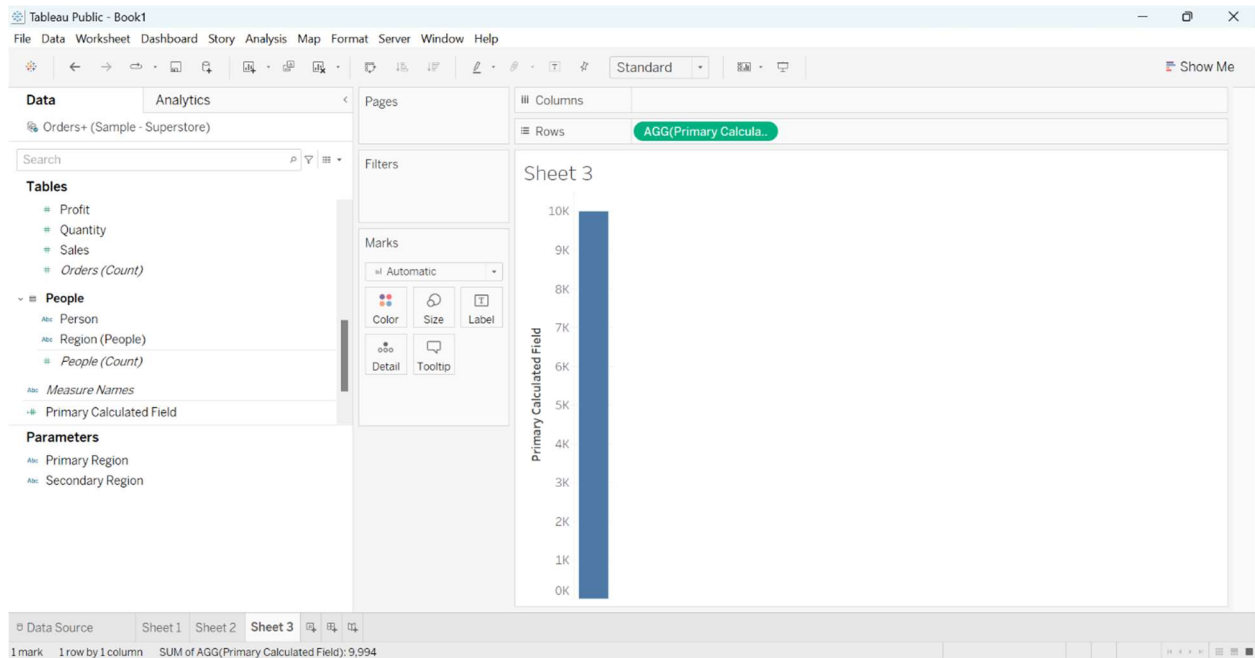 Tableau Public - Book1
File Data Worksheet Dashboard Story Analysis Map Format Server Window Help
Standard
Show Me
Data
Analytics
Orders+ (Sample - Superstore)
Search
Tables
Profit
Quantity
Sales
Orders (Count)
People
Abc Person
Abc Region (People)
People (Count)
Abc Measure Names
Primary Calculated Field
Parameters
Abc Primary Region
Abc Secondary Region
Pages
Filters
Marks
Automatic
Color Size Label
Detail Tooltip
Columns
Rows
AGG(Primary Calcula..
Sheet 3
Primary Calculated Field
10K
9K
8K
7K
6K
5K
4K
3K
2K
1K
0K
Data Source Sheet 1 Sheet 2 Sheet 3
1 mark 1 row by 1 column SUM of AGG(Primary Calculated Field): 9,994